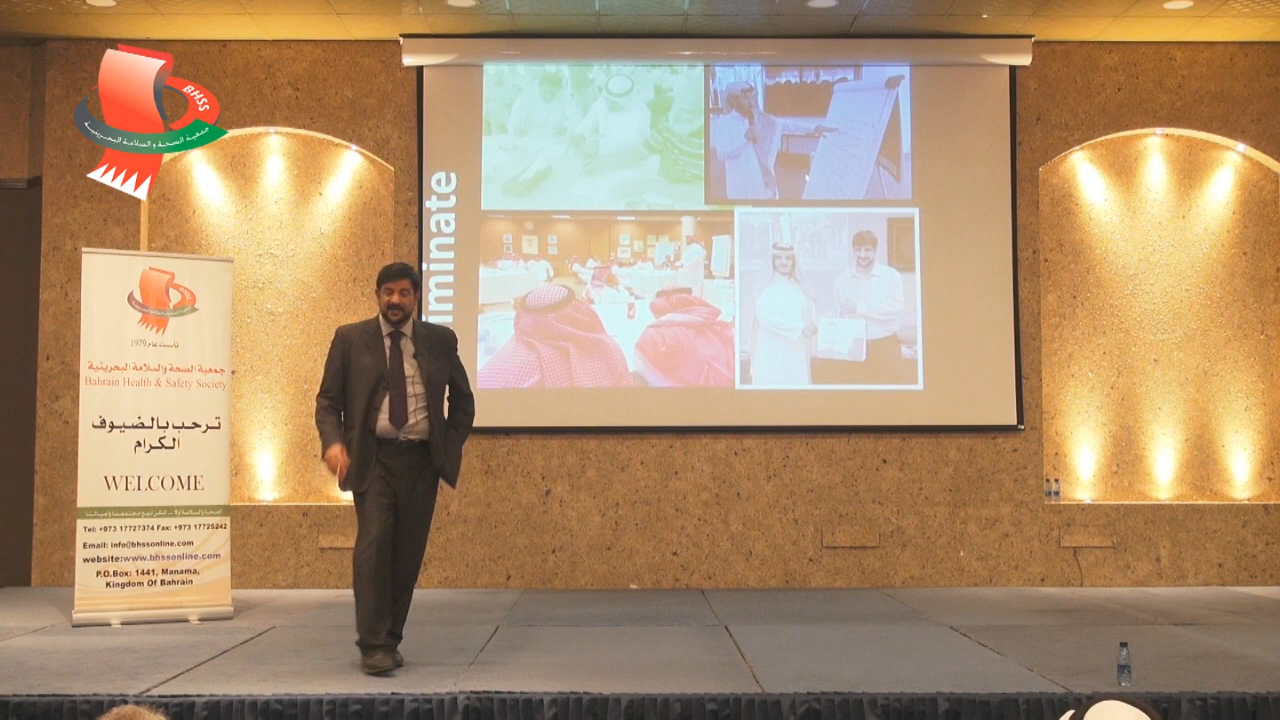 BHSS
جمعية الصحة والسلامة البحرينية
تأسست عام 1979
جمعية الصحة والسلامة البحرينية
Bahrain Health & Safety Society
ترحب بالضيوف
الكرام
WELCOME
Tel: +973 17727374 Fax: +973 17725242
Email: info@bhssonline.com
website:www.bhssonline.com
P.O.Box: 1441, Manama,
Kingdom Of Bahrain
iminate